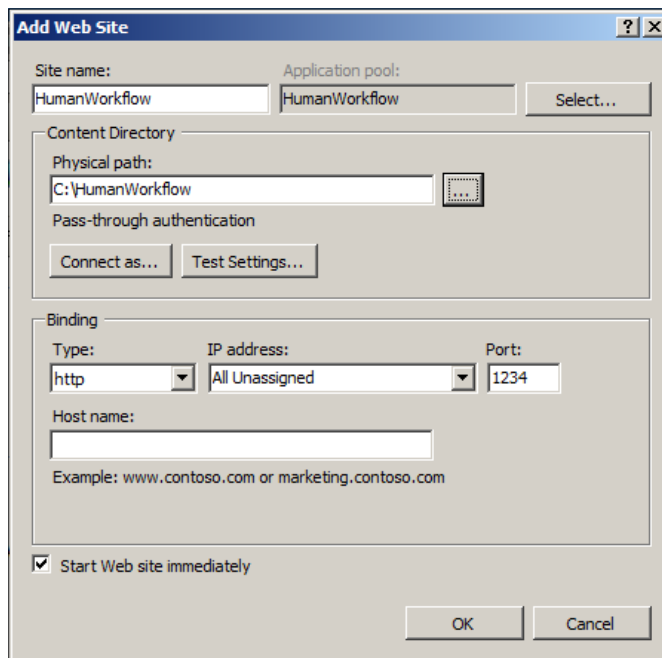 Add Web Site
Site name: Application pool:
HumanWorkflow HumanWorkflow Select...
Content Directory
Physical path:
C:\HumanWorkflow ...
Pass-through authentication
Connect as... Test Settings...
Binding
Type: IP address: Port:
http All Unassigned 1234
Host name:
Example: www.contoso.com or marketing.contoso.com
Start Web site immediately
OK Cancel